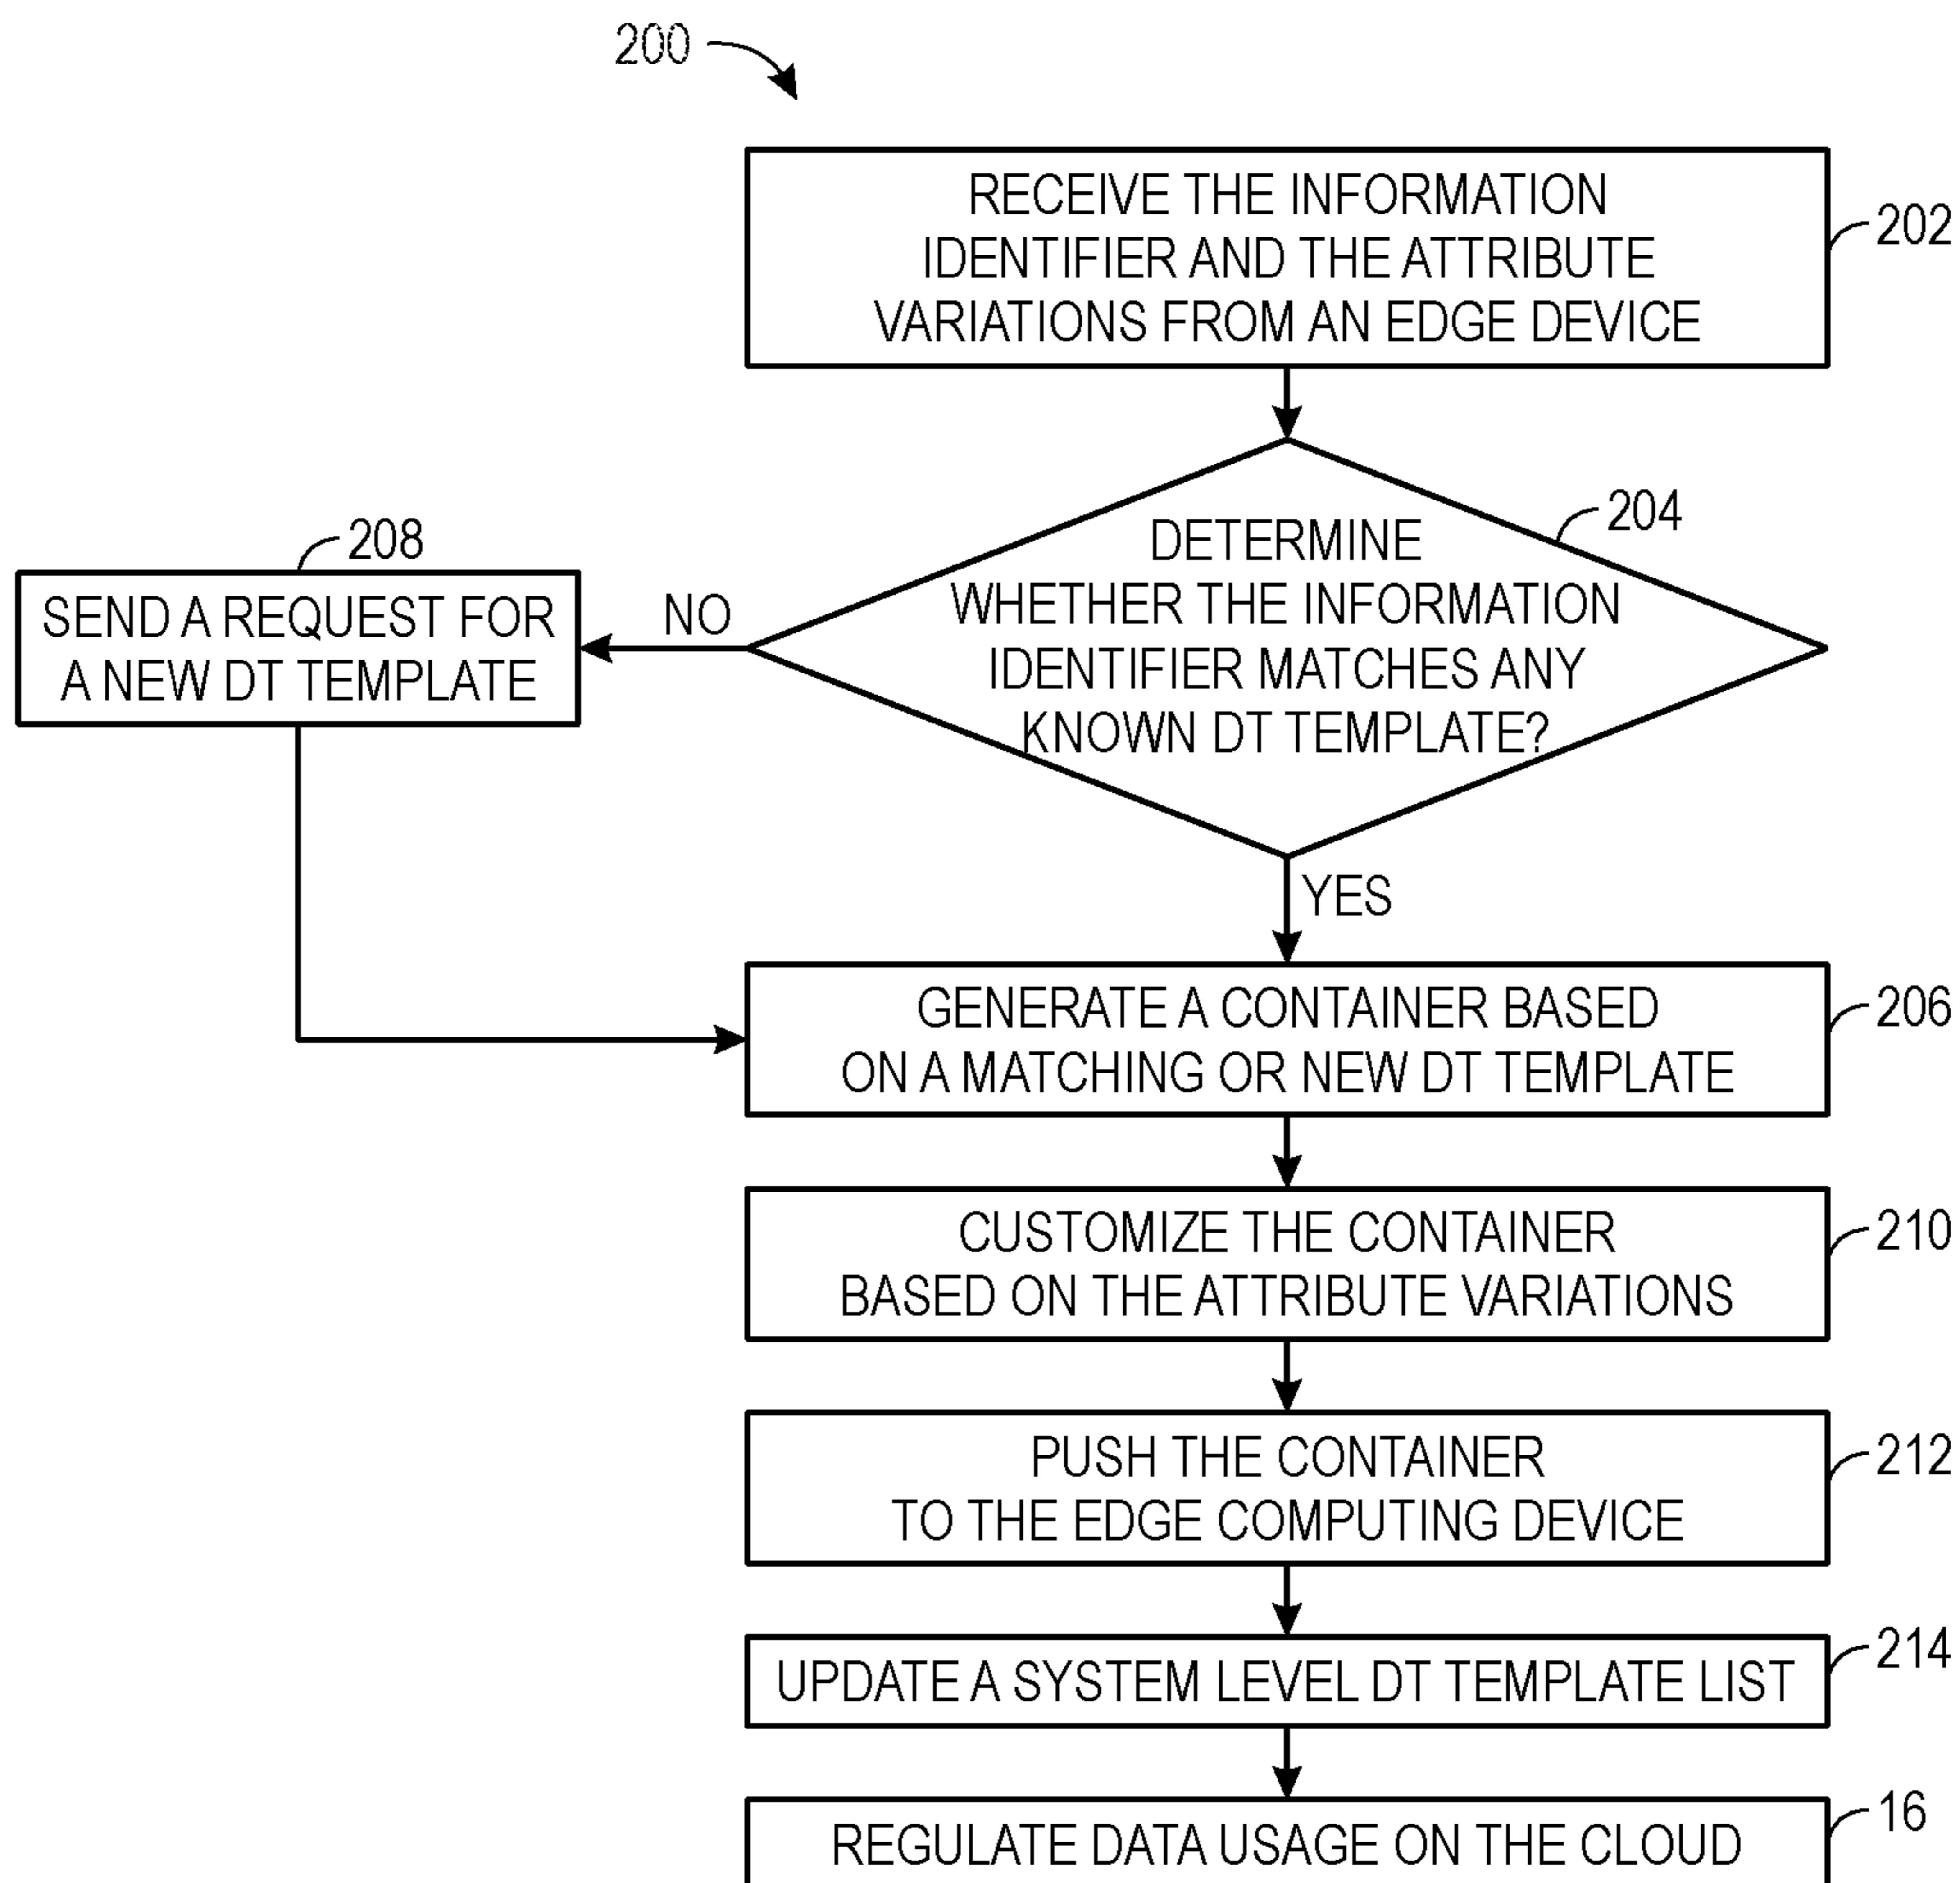 200
RECEIVE THE INFORMATION
IDENTIFIER AND THE ATTRIBUTE
VARIATIONS FROM AN EDGE DEVICE
202
DETERMINE
WHETHER THE INFORMATION
IDENTIFIER MATCHES ANY
KNOWN DT TEMPLATE?
204
NO
208
SEND A REQUEST FOR
A NEW DT TEMPLATE
YES
GENERATE A CONTAINER BASED
ON A MATCHING OR NEW DT TEMPLATE
206
CUSTOMIZE THE CONTAINER
BASED ON THE ATTRIBUTE VARIATIONS
210
PUSH THE CONTAINER
TO THE EDGE COMPUTING DEVICE
212
UPDATE A SYSTEM LEVEL DT TEMPLATE LIST
214
REGULATE DATA USAGE ON THE CLOUD
16